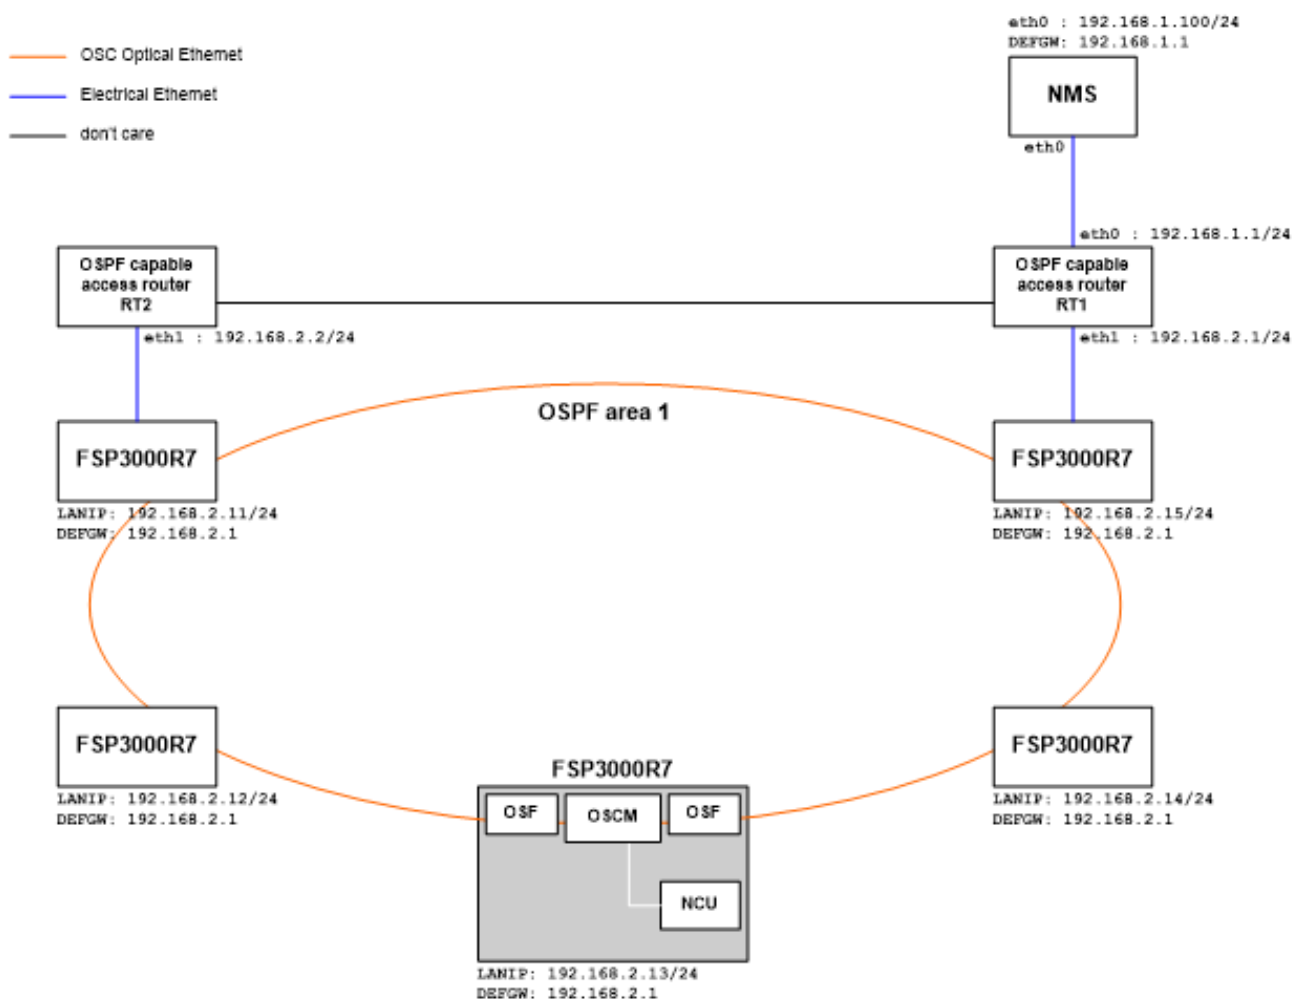 eth0 : 192.168.1.100/24
DEFGW: 192.168.1.1
OSC Optical Ethernet
Electrical Ethernet
don't care
NMS
eth0
eth0 : 192.168.1.1/24
OSPF capable
access router
RT2
OSPF capable
access router
RT1
eth1 : 192.168.2.2/24
eth1 : 192.168.2.1/24
OSPF area 1
FSP3000R7
LANIP: 192.168.2.11/24
DEFGW: 192.168.2.1
FSP3000R7
LANIP: 192.168.2.15/24
DEFGW: 192.168.2.1
FSP3000R7
LANIP: 192.168.2.12/24
DEFGW: 192.168.2.1
FSP3000R7
OSF
OSCM
OSF
NCU
LANIP: 192.168.2.13/24
DEFGW: 192.168.2.1
FSP3000R7
LANIP: 192.168.2.14/24
DEFGW: 192.168.2.1